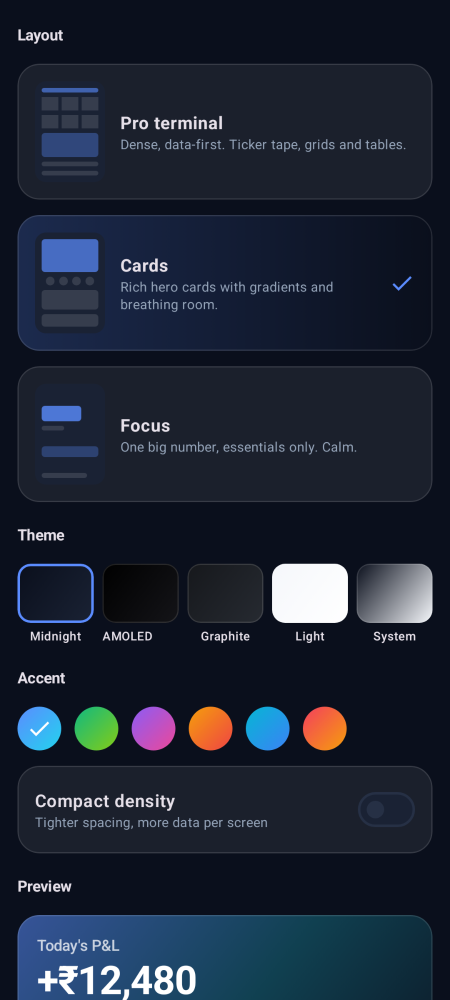 Layout
Pro terminal
Dense, data-first. Ticker tape, grids and tables.
Cards
Rich hero cards with gradients and
breathing room.
Focus
One big number, essentials only. Calm.
Theme
Midnight
AMOLED
Graphite
Light
System
Accent
Compact density
Tighter spacing, more data per screen
Preview
Today's P&L
+₹12,480